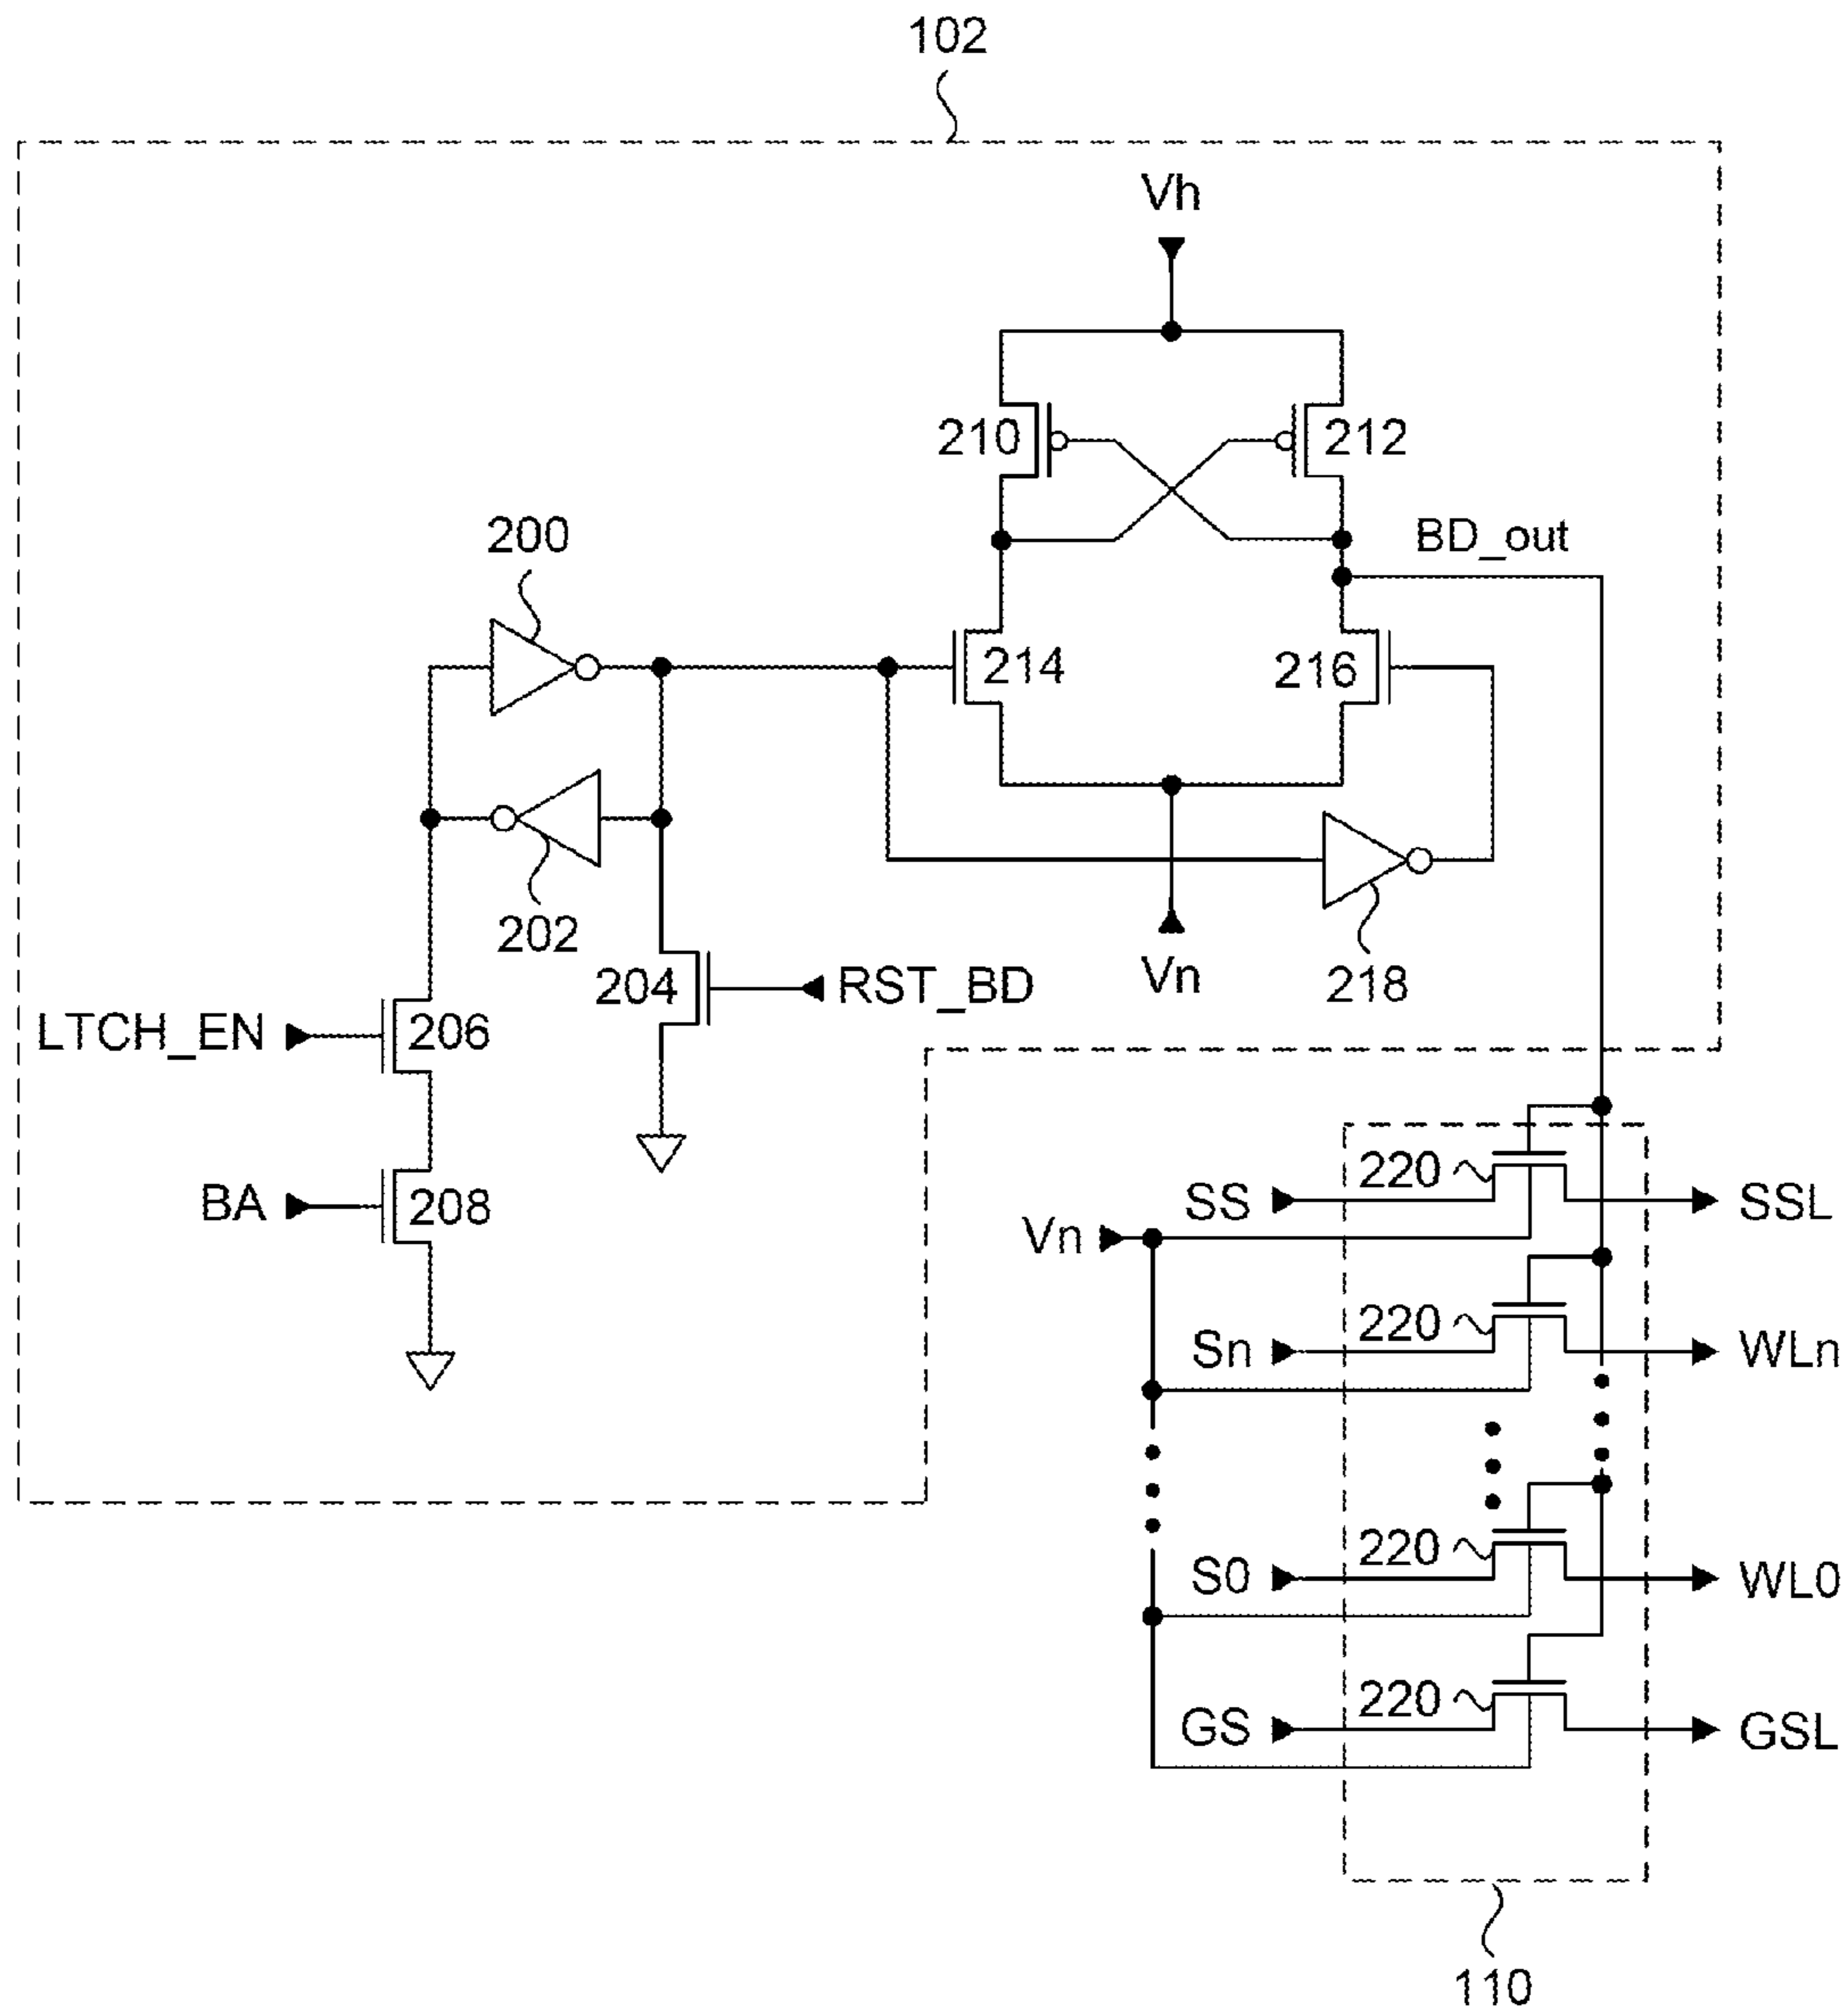 102
Vh
210
212
200
BD_out
214
216
202
Vn
218
204
RST_BD
LTCH_EN
206
BA
208
220
SS
SSL
Vn
220
Sn
WLn
220
S0
WL0
220
GS
GSL
110